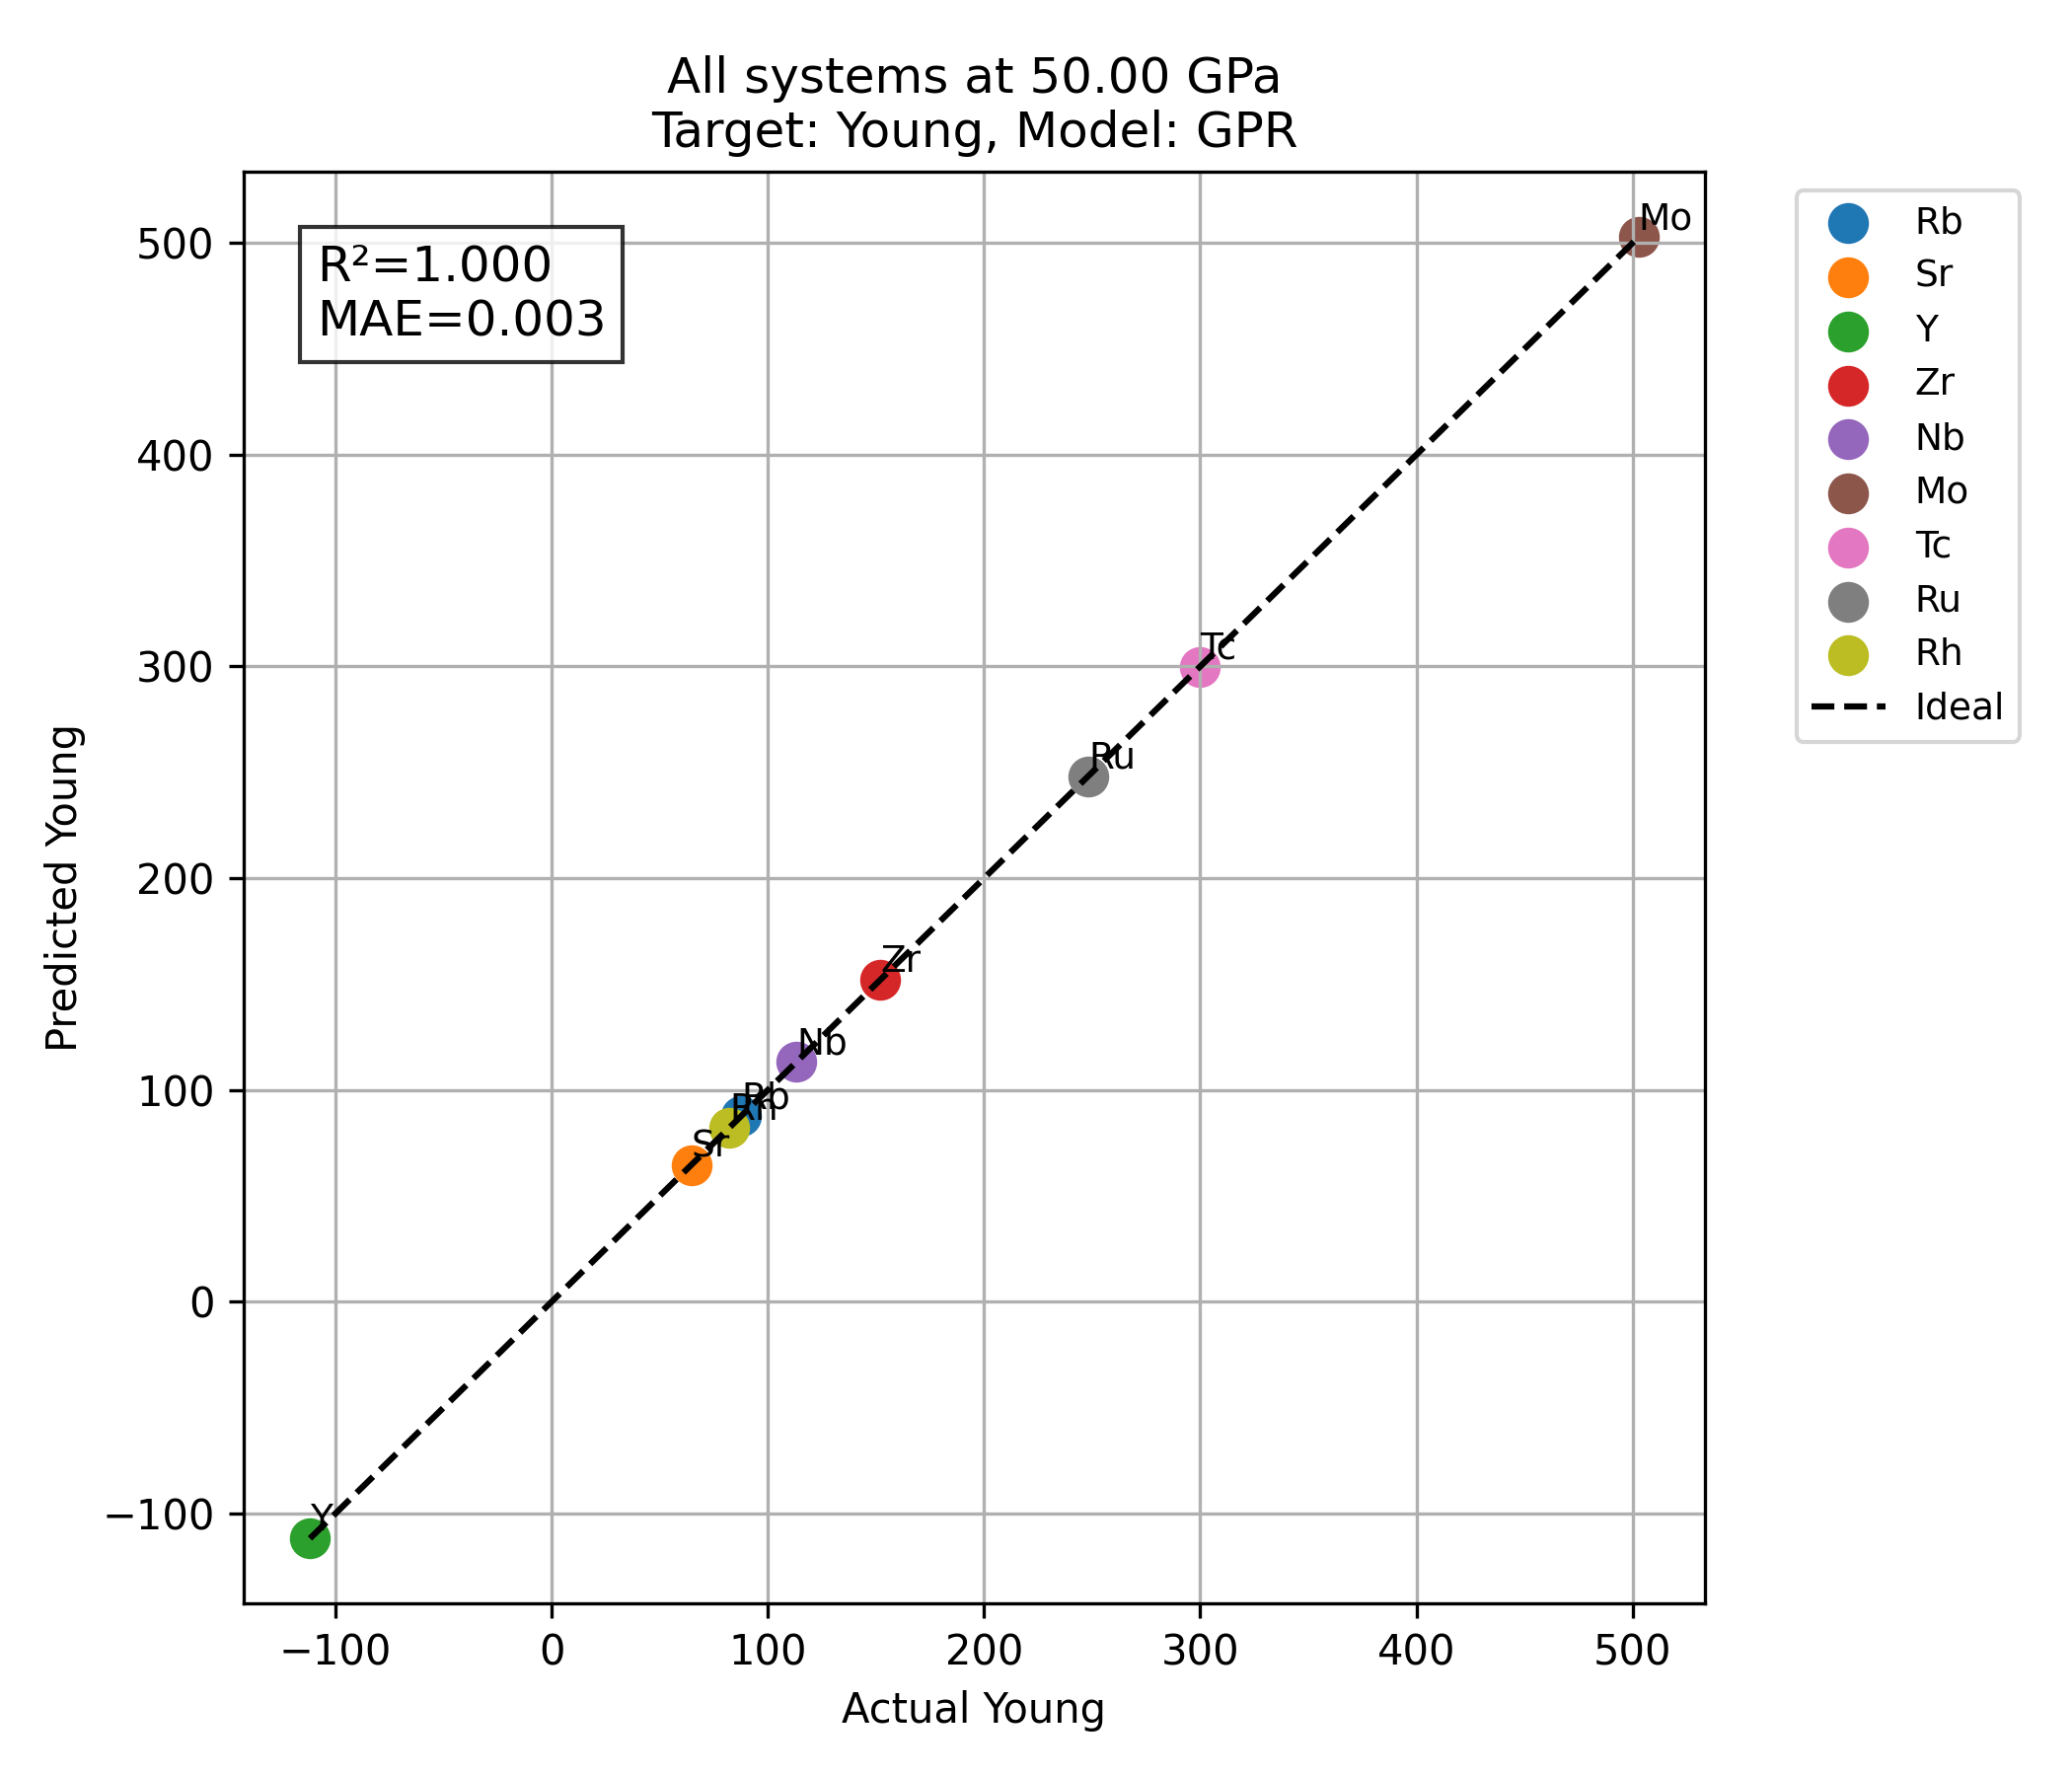 All systems at 50.00 GPa
Target: Young, Model: GPR
R²=1.000
MAE=0.003
500
400
300
200
100
0
−100
Predicted Young
Mo
Tc
Ru
Zr
Nb
Rb
Rh
Sr
Y
−100
0
100
200
300
400
500
Actual Young
Rb
Sr
Y
Zr
Nb
Mo
Tc
Ru
Rh
Ideal